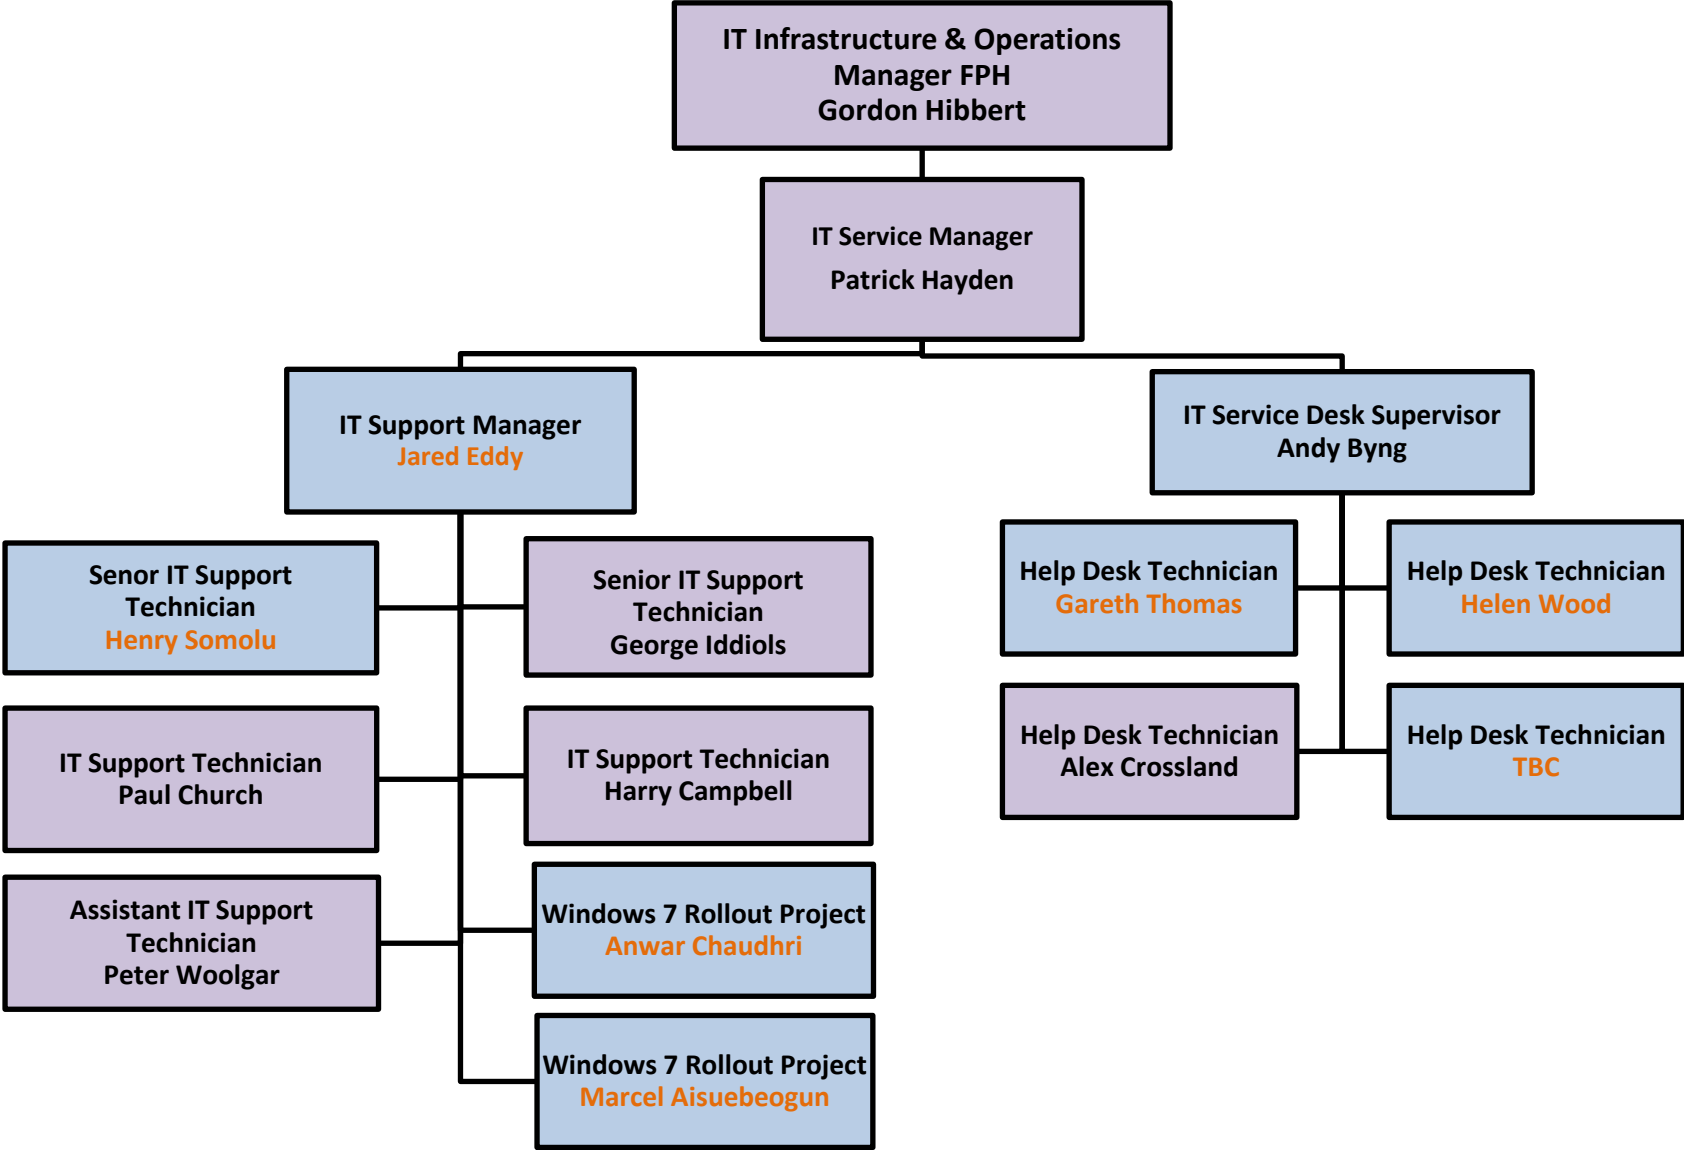 IT Infrastructure & Operations
Manager FPH
Gordon Hibbert
IT Service Manager
Patrick Hayden
IT Support Manager
Jared Eddy
IT Service Desk Supervisor
Andy Byng
Senor IT Support
Technician
Henry Somolu
Senior IT Support
Technician
George Iddiols
IT Support Technician
Paul Church
IT Support Technician
Harry Campbell
Assistant IT Support
Technician
Peter Woolgar
Windows 7 Rollout Project
Anwar Chaudhri
Windows 7 Rollout Project
Marcel Aisuebeogun
Help Desk Technician
Gareth Thomas
Help Desk Technician
Helen Wood
Help Desk Technician
Alex Crossland
Help Desk Technician
TBC